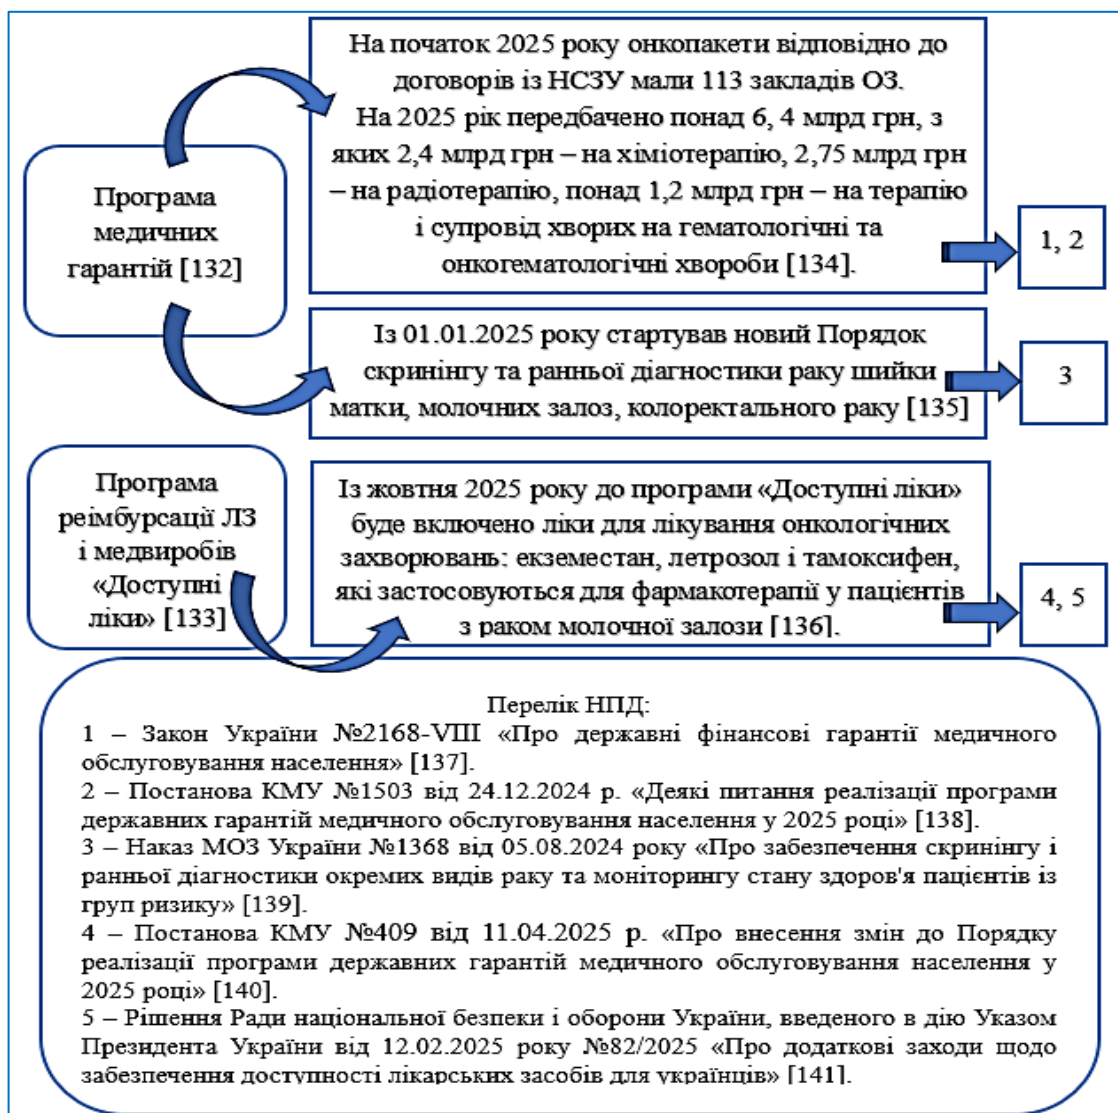 На початок 2025 року онкопакети відповідно до
договорів із НСЗУ мали 113 закладів ОЗ.
На 2025 рік передбачено понад 6, 4 млрд грн, з
яких 2,4 млрд грн – на хіміотерапію, 2,75 млрд грн
– на радіотерапію, понад 1,2 млрд грн – на терапію
і супровід хворих на гематологічні та
онкогематологічні хвороби [134].
Програма
медичних
гарантій [132]
1, 2
Із 01.01.2025 року стартував новий Порядок
скринінгу та ранньої діагностики раку шийки
матки, молочних залоз, колоректального раку [135]
3
Програма
реімбурсації ЛЗ
і медвиробів
«Доступні
ліки» [133]
Із жовтня 2025 року до програми «Доступні ліки»
буде включено ліки для лікування онкологічних
захворювань: екземестан, летрозол і тамоксифен,
які застосовуються для фармакотерапії у пацієнтів
з раком молочної залози [136].
4, 5
Перелік НПД:
1 – Закон України №2168-VIII «Про державні фінансові гарантії медичного
обслуговування населення» [137].
2 – Постанова КМУ №1503 від 24.12.2024 р. «Деякі питання реалізації програми
державних гарантій медичного обслуговування населення у 2025 році» [138].
3 – Наказ МОЗ України №1368 від 05.08.2024 року «Про забезпечення скринінгу і
ранньої діагностики окремих видів раку та моніторингу стану здоров'я пацієнтів із
груп ризику» [139].
4 – Постанова КМУ №409 від 11.04.2025 р. «Про внесення змін до Порядку
реалізації програми державних гарантій медичного обслуговування населення у
2025 році» [140].
5 – Рішення Ради національної безпеки і оборони України, введеного в дію Указом
Президента України від 12.02.2025 року №82/2025 «Про додаткові заходи щодо
забезпечення доступності лікарських засобів для українців» [141].